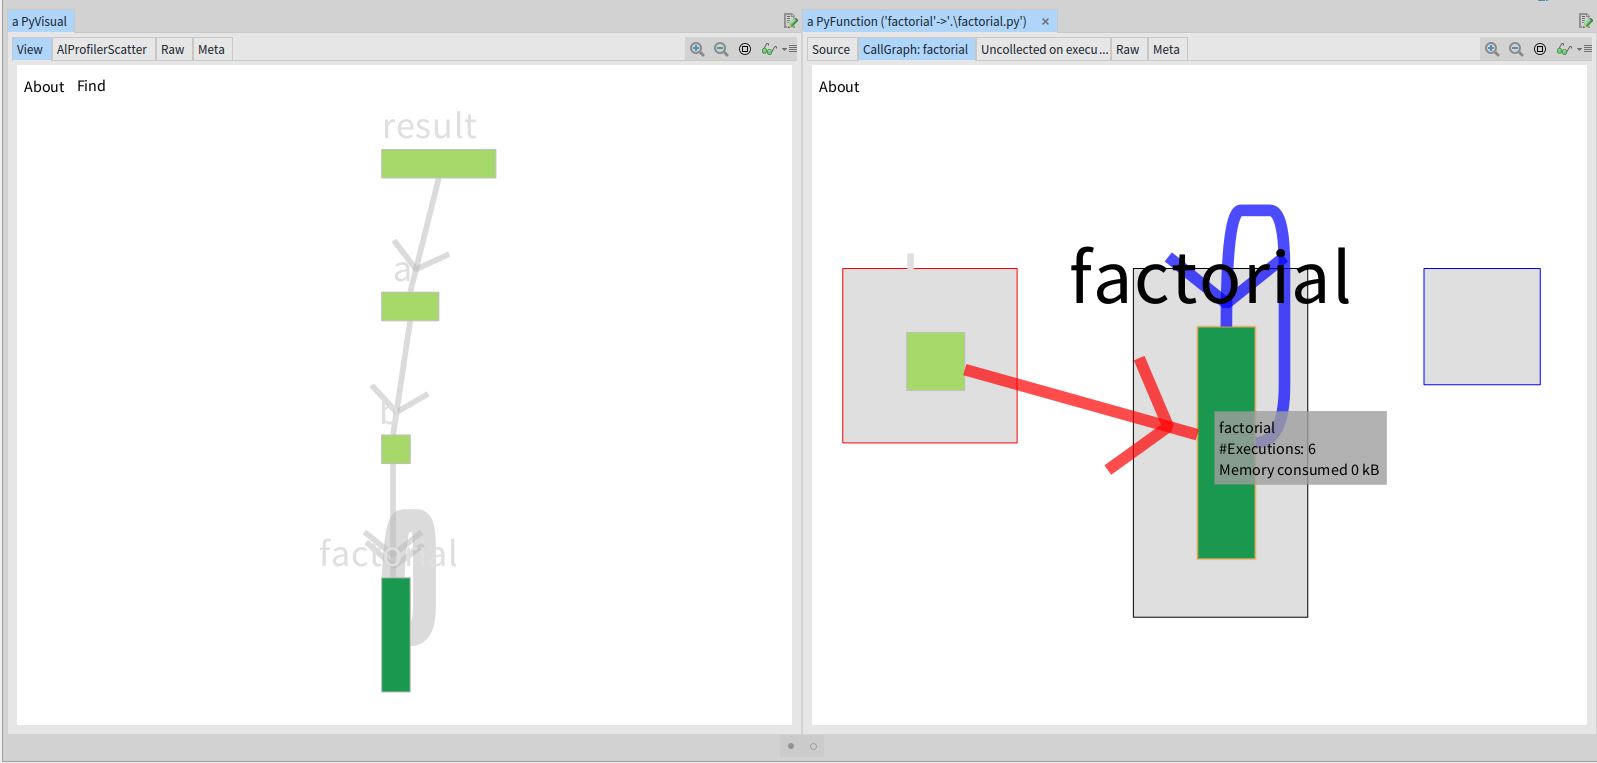 a PyVisual
View AlProfilerScatter Raw Meta
About Find
result
a
b
factorial
a PyFunction ('factorial'->'.\factorial.py') ×
Source CallGraph: factorial Uncollected on execu... Raw Meta
About
factorial
factorial
#Executions: 6
Memory consumed 0 kB